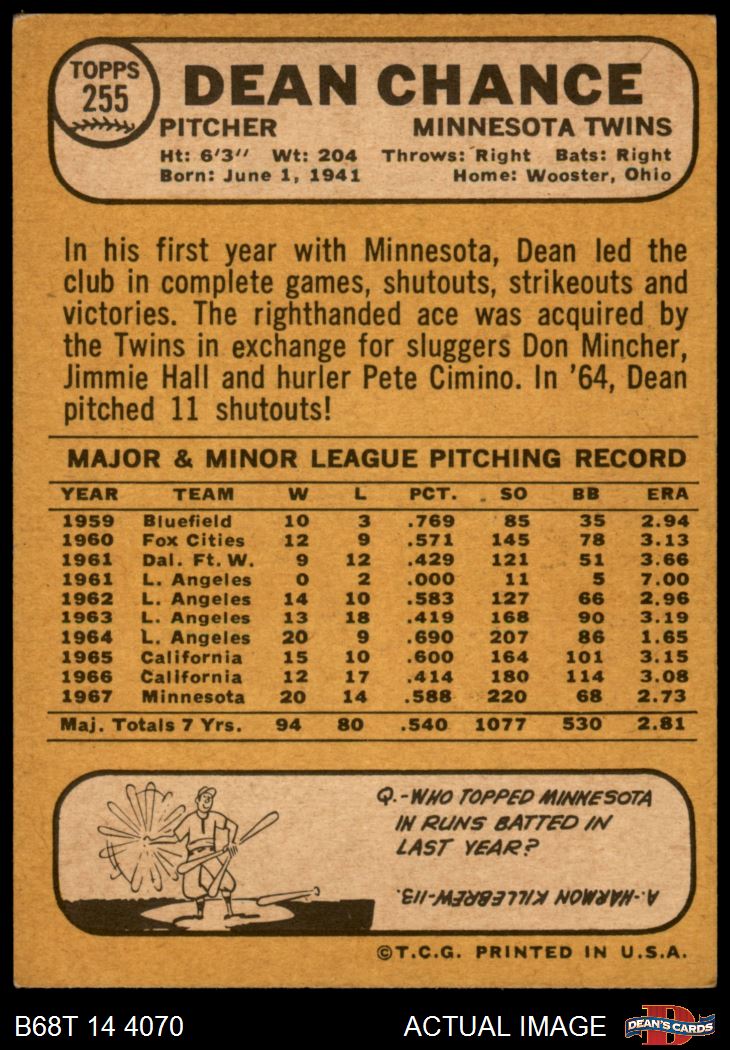 TOPPS
255
DEAN CHANCE
PITCHER MINNESOTA TWINS
Ht: 6'3" Wt: 204 Throws: Right Bats: Right
Born: June 1, 1941 Home: Wooster, Ohio
In his first year with Minnesota, Dean led the
club in complete games, shutouts, strikeouts and
victories. The righthanded ace was acquired by
the Twins in exchange for sluggers Don Mincher,
Jimmie Hall and hurler Pete Cimino. In '64, Dean
pitched 11 shutouts!
MAJOR & MINOR LEAGUE PITCHING RECORD
YEAR TEAM W L PCT. SO BB ERA
1959 Bluefield 10 3 .769 85 35 2.94
1960 Fox Cities 12 9 .571 145 78 3.13
1961 Dal. Ft. W. 9 12 .429 121 51 3.66
1961 L. Angeles 0 2 .000 11 5 7.00
1962 L. Angeles 14 10 .583 127 66 2.96
1963 L. Angeles 13 18 .419 168 90 3.19
1964 L. Angeles 20 9 .690 207 86 1.65
1965 California 15 10 .600 164 101 3.15
1966 California 12 17 .414 180 114 3.08
1967 Minnesota 20 14 .588 220 68 2.73
Maj. Totals 7 Yrs. 94 80 .540 1077 530 2.81
Q.-WHO TOPPED MINNESOTA
IN RUNS BATTED IN
LAST YEAR?
A.-HARMON KILLEBREW-113.
©T.C.G. PRINTED IN U.S.A.
B68T 14 4070 ACTUAL IMAGE
D
DEAN'S CARDS